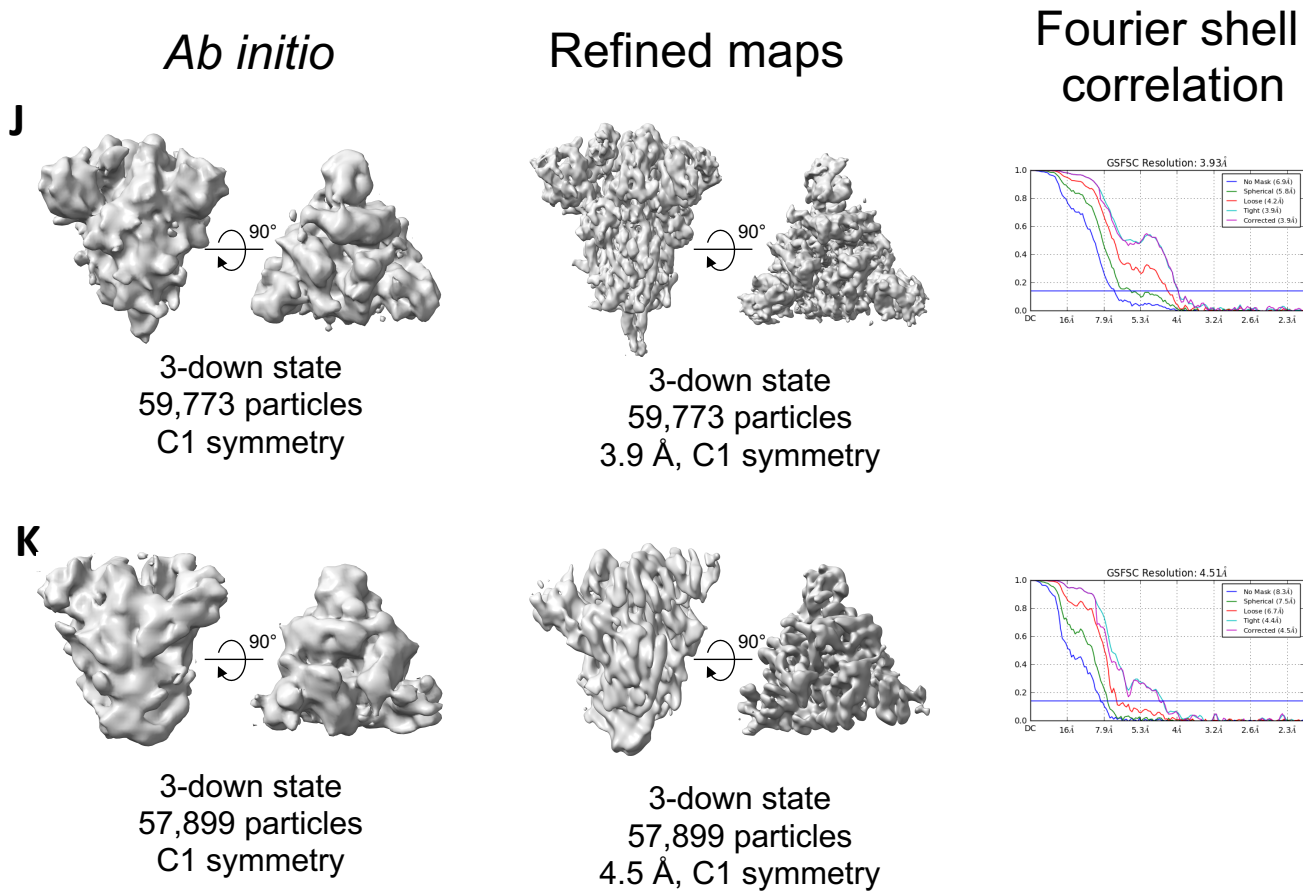 Ab initio
Refined maps
Fourier shell
correlation
J
90°
90°
3-down state
59,773 particles
C1 symmetry
3-down state
59,773 particles
3.9 Å, C1 symmetry
GSFSC Resolution: 3.93Å
No Mask (6.9Å)
Spherical (5.8Å)
Loose (4.2Å)
Tight (3.9Å)
Corrected (3.9Å)
1.0
0.8
0.6
0.4
0.2
0.0
DC 16Å 7.9Å 5.3Å 4Å 3.2Å 2.6Å 2.3Å
K
90°
90°
3-down state
57,899 particles
C1 symmetry
3-down state
57,899 particles
4.5 Å, C1 symmetry
GSFSC Resolution: 4.51Å
No Mask (8.3Å)
Spherical (7.5Å)
Loose (6.7Å)
Tight (4.4Å)
Corrected (4.5Å)
1.0
0.8
0.6
0.4
0.2
0.0
DC 16Å 7.9Å 5.3Å 4Å 3.2Å 2.6Å 2.3Å